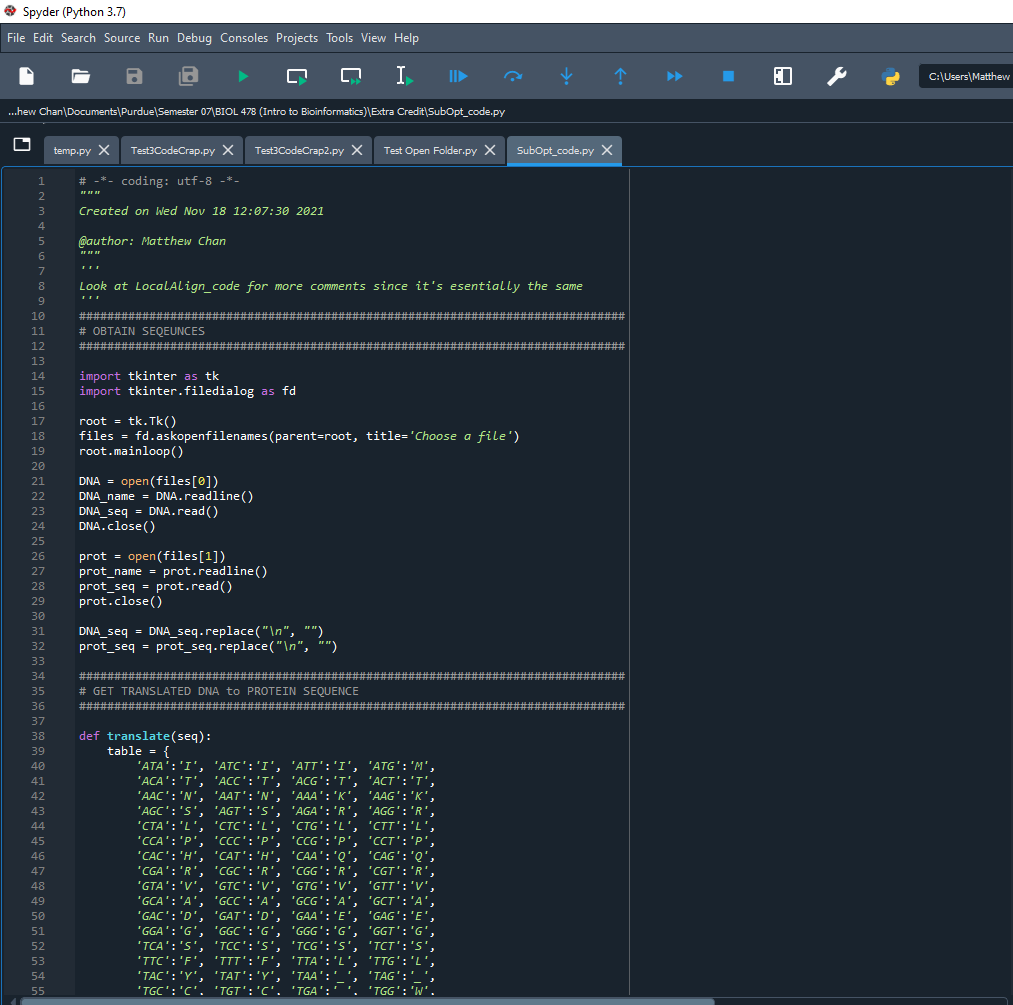 Spyder (Python 3.7)
File Edit Search Source Run Debug Consoles Projects Tools View Help
C:\Users\Matthew
...hew Chan\Documents\Purdue\Semester 07\BIOL 478 (Intro to Bioinformatics)\Extra Credit\SubOpt_code.py
temp.py Test3CodeCrap.py Test3CodeCrap2.py Test Open Folder.py SubOpt_code.py
1 # -*- coding: utf-8 -*-
2 """
3 Created on Wed Nov 18 12:07:30 2021
4
5 @author: Matthew Chan
6 """
7 '''
8 Look at LocalAlign_code for more comments since it's esentially the same
9 '''
10 ##############################################################################
11 # OBTAIN SEQEUNCES
12 ##############################################################################
13
14 import tkinter as tk
15 import tkinter.filedialog as fd
16
17 root = tk.Tk()
18 files = fd.askopenfilenames(parent=root, title='Choose a file')
19 root.mainloop()
20
21 DNA = open(files[0])
22 DNA_name = DNA.readline()
23 DNA_seq = DNA.read()
24 DNA.close()
25
26 prot = open(files[1])
27 prot_name = prot.readline()
28 prot_seq = prot.read()
29 prot.close()
30
31 DNA_seq = DNA_seq.replace("\n", "")
32 prot_seq = prot_seq.replace("\n", "")
33
34 ##############################################################################
35 # GET TRANSLATED DNA to PROTEIN SEQUENCE
36 ##############################################################################
37
38 def translate(seq):
39     table = {
40         'ATA':'I', 'ATC':'I', 'ATT':'I', 'ATG':'M',
41         'ACA':'T', 'ACC':'T', 'ACG':'T', 'ACT':'T',
42         'AAC':'N', 'AAT':'N', 'AAA':'K', 'AAG':'K',
43         'AGC':'S', 'AGT':'S', 'AGA':'R', 'AGG':'R',
44         'CTA':'L', 'CTC':'L', 'CTG':'L', 'CTT':'L',
45         'CCA':'P', 'CCC':'P', 'CCG':'P', 'CCT':'P',
46         'CAC':'H', 'CAT':'H', 'CAA':'Q', 'CAG':'Q',
47         'CGA':'R', 'CGC':'R', 'CGG':'R', 'CGT':'R',
48         'GTA':'V', 'GTC':'V', 'GTG':'V', 'GTT':'V',
49         'GCA':'A', 'GCC':'A', 'GCG':'A', 'GCT':'A',
50         'GAC':'D', 'GAT':'D', 'GAA':'E', 'GAG':'E',
51         'GGA':'G', 'GGC':'G', 'GGG':'G', 'GGT':'G',
52         'TCA':'S', 'TCC':'S', 'TCG':'S', 'TCT':'S',
53         'TTC':'F', 'TTT':'F', 'TTA':'L', 'TTG':'L',
54         'TAC':'Y', 'TAT':'Y', 'TAA':'_', 'TAG':'_',
55         'TGC':'C', 'TGT':'C', 'TGA':'_', 'TGG':'W',